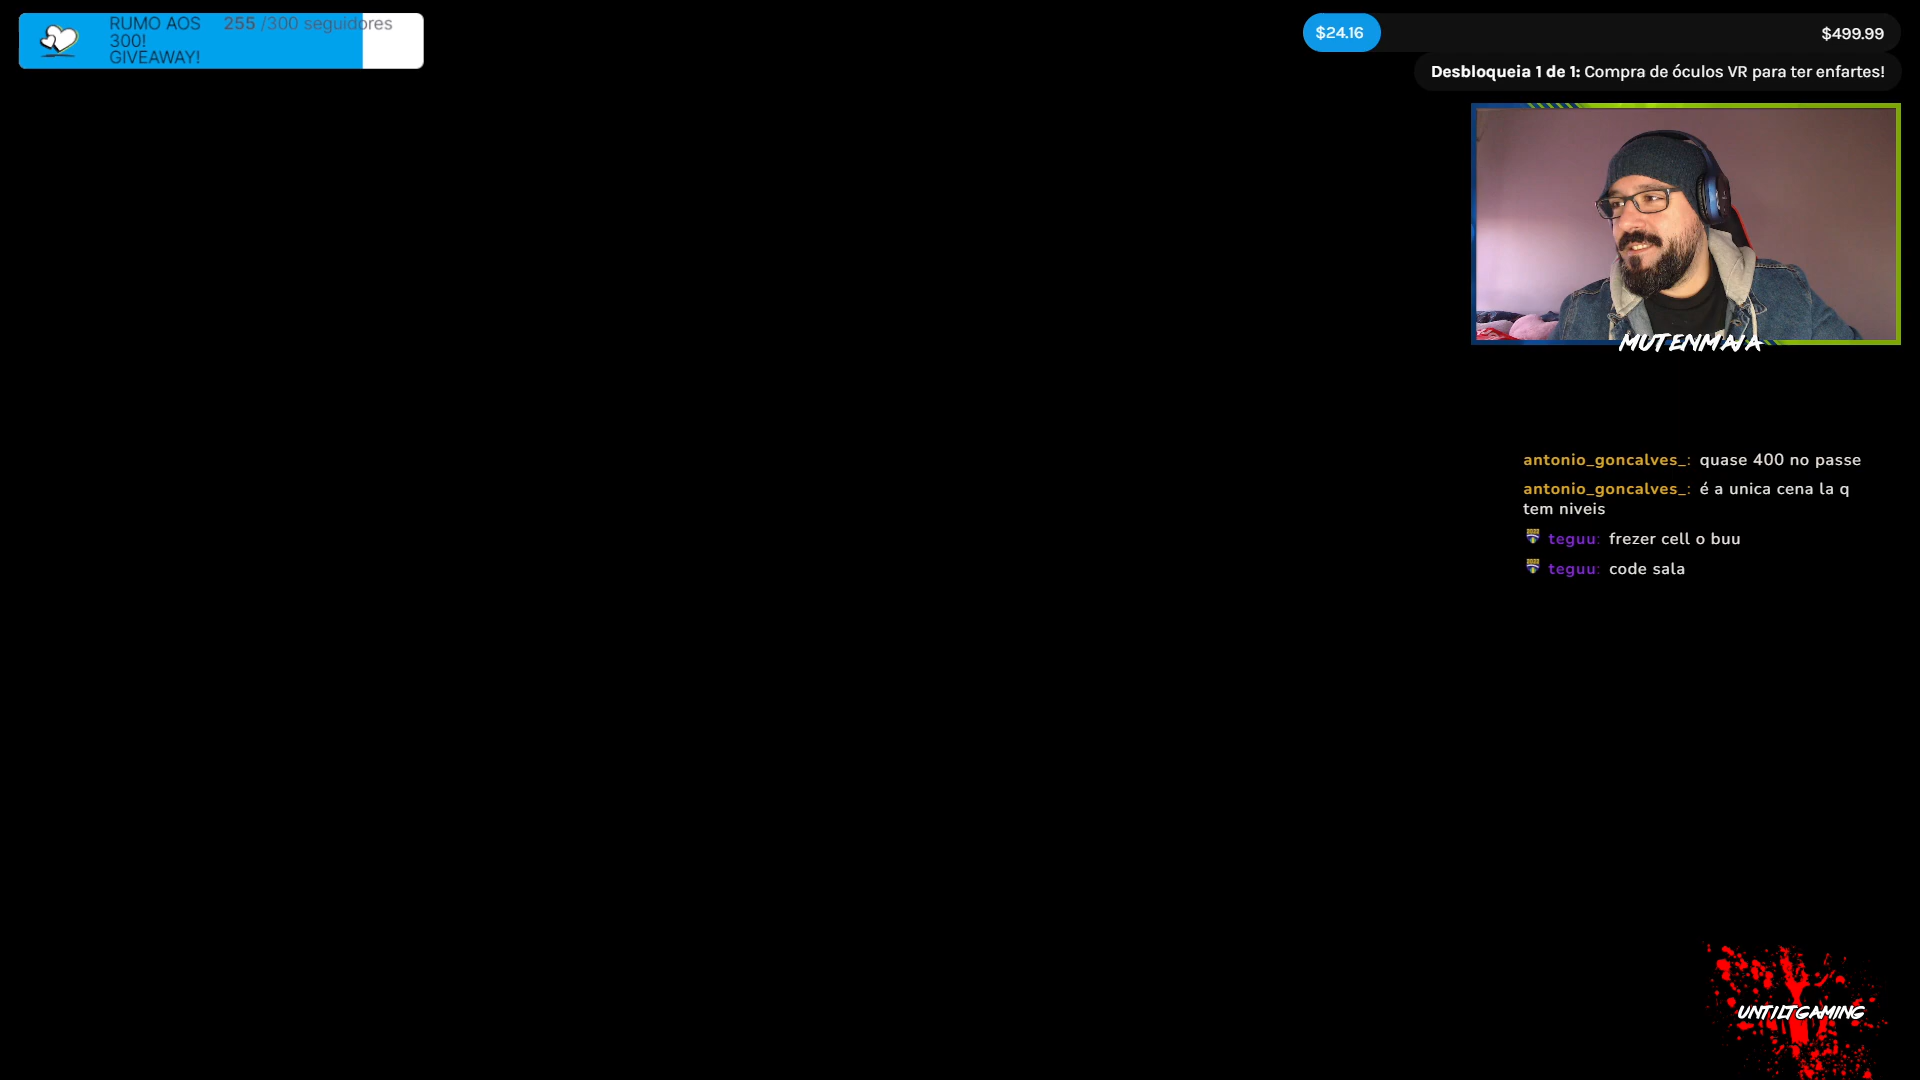 RUMO AOS 300! GIVEAWAY!
255 /300 seguidores
$24.16
$499.99
Desbloqueia 1 de 1: Compra de óculos VR para ter enfartes!
MUTENMAJA
antonio_goncalves_: quase 400 no passe
antonio_goncalves_: é a unica cena la q
tem niveis
teguu: frezer cell o buu
teguu: code sala
UNTILTGAMING